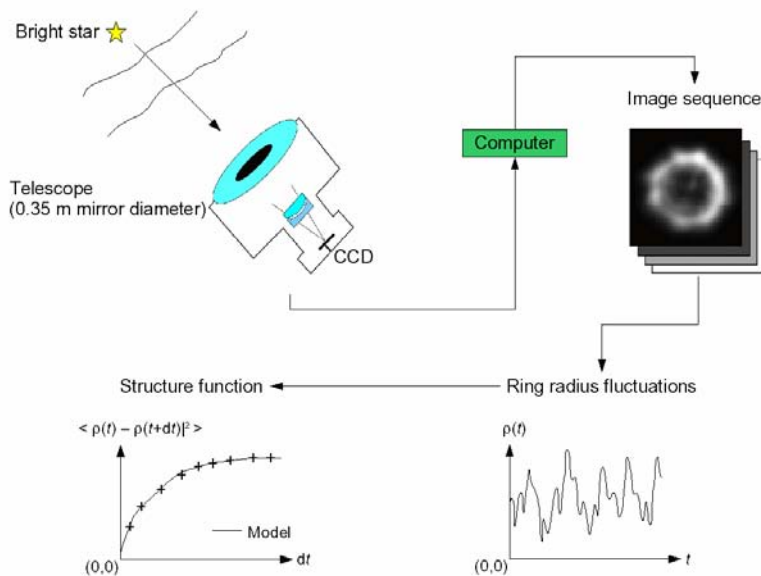 Bright star
Image sequence
Computer
Telescope
(0.35 m mirror diameter)
CCD
Structure function
Ring radius fluctuations
< ρ(t) – ρ(t+dt)|² >
ρ(t)
Model
(0,0)
dt
(0,0)
t